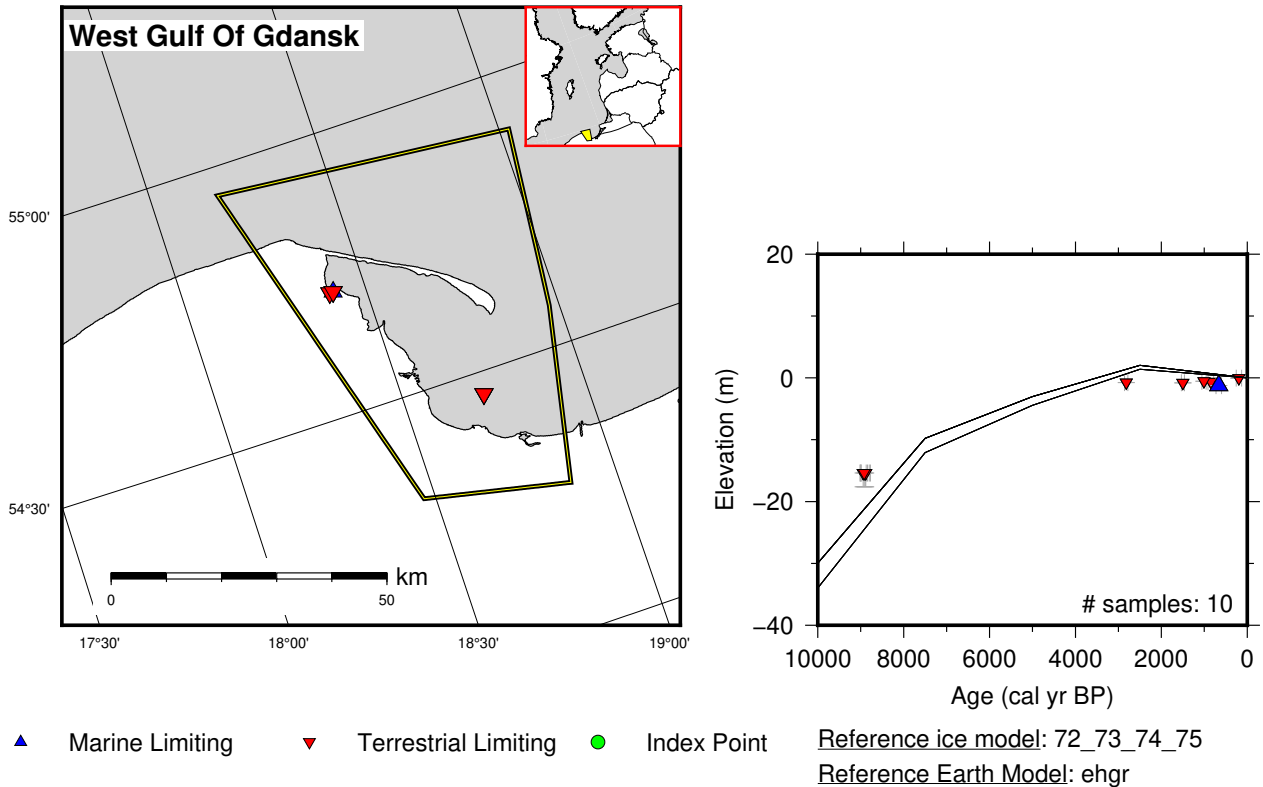 West Gulf Of Gdansk
55°00'
54°30'
km
0 50
17°30' 18°00' 18°30' 19°00'
20
0
−20
−40
Elevation (m)
# samples: 10
10000 8000 6000 4000 2000 0
Age (cal yr BP)
Marine Limiting Terrestrial Limiting Index Point
Reference ice model: 72_73_74_75
Reference Earth Model: ehgr